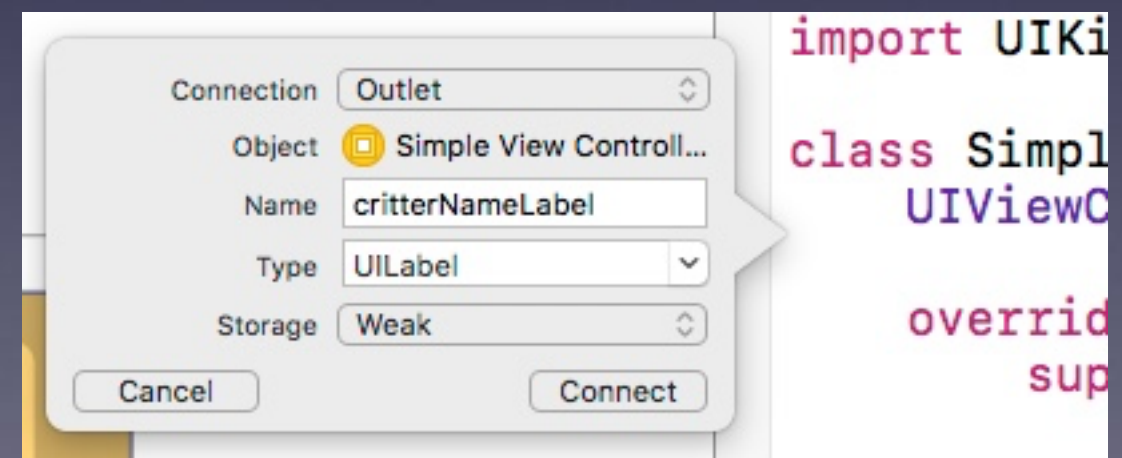 Connection Outlet
Object Simple View Controll...
Name critterNameLabel
Type UILabel
Storage Weak
Cancel Connect
import UIKi
class Simpl
UIViewC
overrid
sup